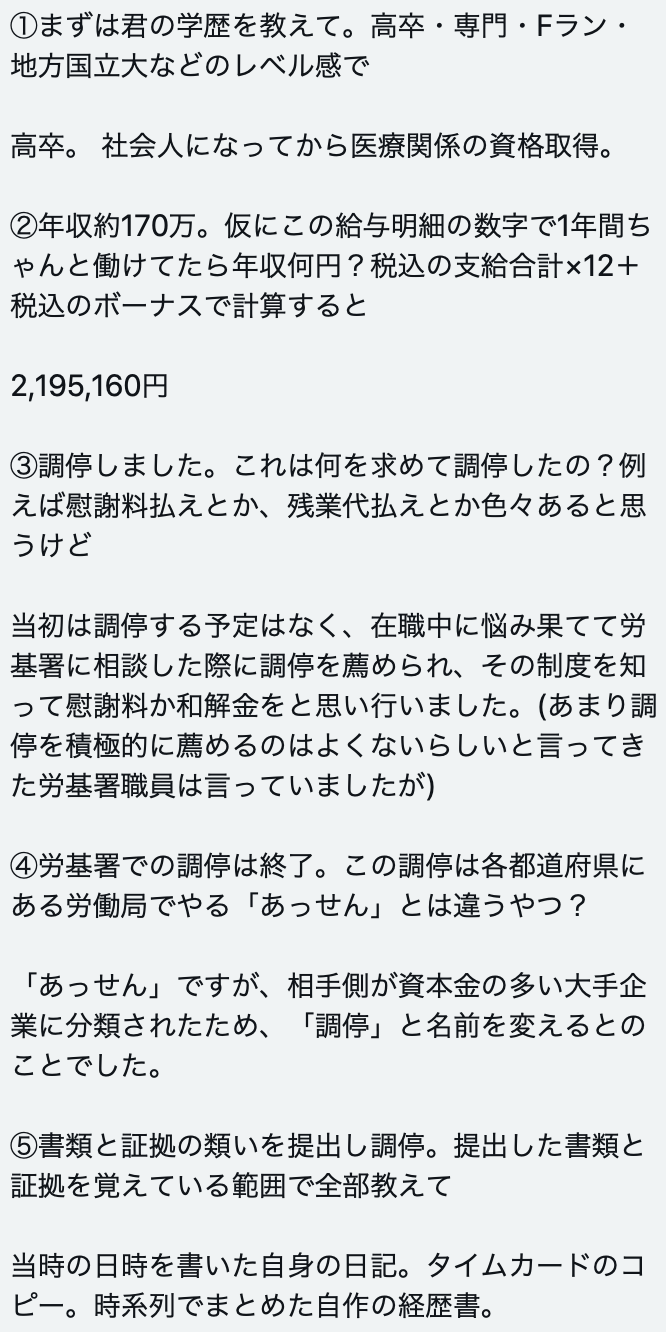 ①まずは君の学歴を教えて。高卒・専門・Fラン・
地方国立大などのレベル感で
高卒。 社会人になってから医療関係の資格取得。
②年収約170万。仮にこの給与明細の数字で1年間ち
ゃんと働けてたら年収何円？税込の支給合計×12＋
税込のボーナスで計算すると
2,195,160円
③調停しました。これは何を求めて調停したの？例
えば慰謝料払えとか、残業代払えとか色々あると思
うけど
当初は調停する予定はなく、在職中に悩み果てて労
基署に相談した際に調停を薦められ、その制度を知
って慰謝料か和解金をと思い行いました。(あまり調
停を積極的に薦めるのはよくないらしいと言ってき
た労基署職員は言っていましたが)
④労基署での調停は終了。この調停は各都道府県に
ある労働局でやる「あっせん」とは違うやつ？
「あっせん」ですが、相手側が資本金の多い大手企
業に分類されたため、「調停」と名前を変えるとの
ことでした。
⑤書類と証拠の類いを提出し調停。提出した書類と
証拠を覚えている範囲で全部教えて
当時の日時を書いた自身の日記。タイムカードのコ
ピー。時系列でまとめた自作の経歴書。